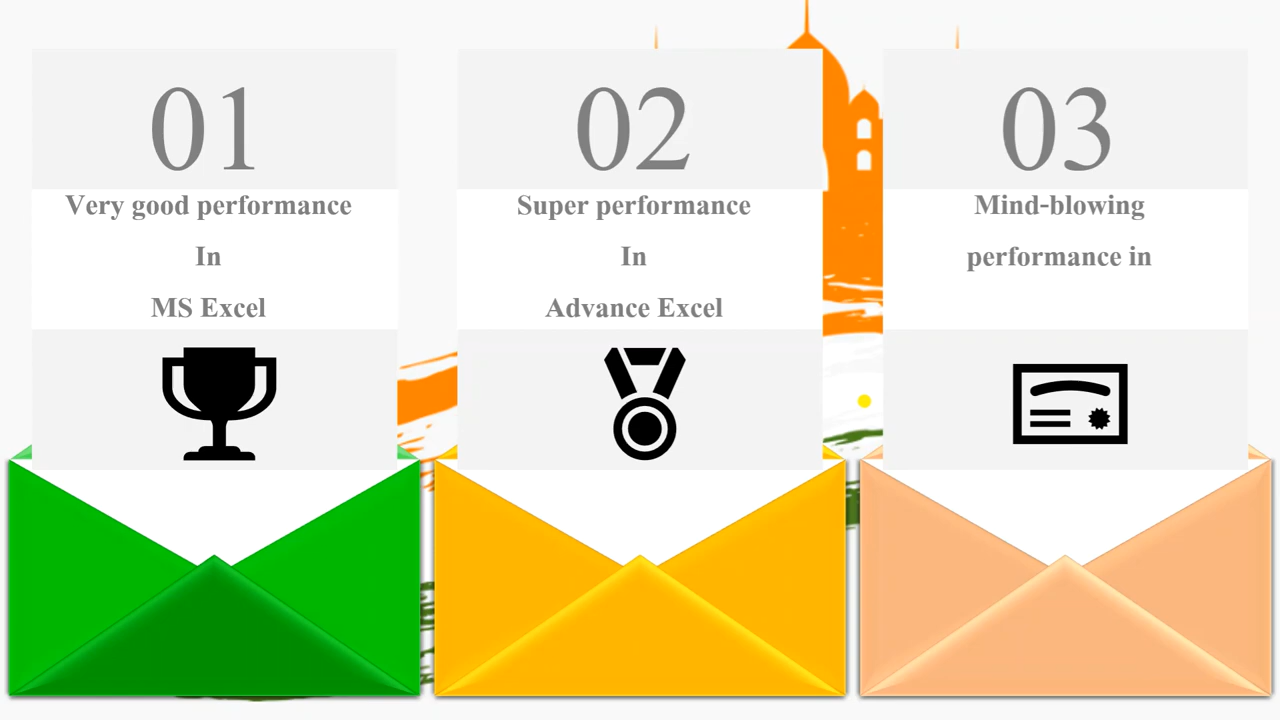 01
Very good performance
In
MS Excel
02
Super performance
In
Advance Excel
03
Mind-blowing
performance in